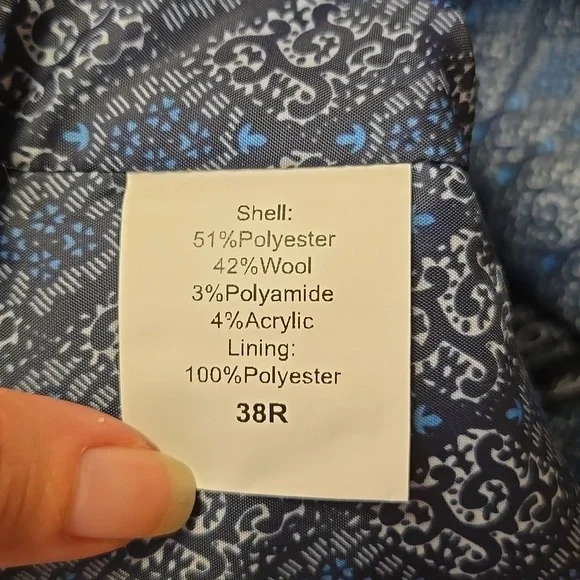 Shell:
51%Polyester
42%Wool
3%Polyamide
4%Acrylic
Lining:
100%Polyester
38R